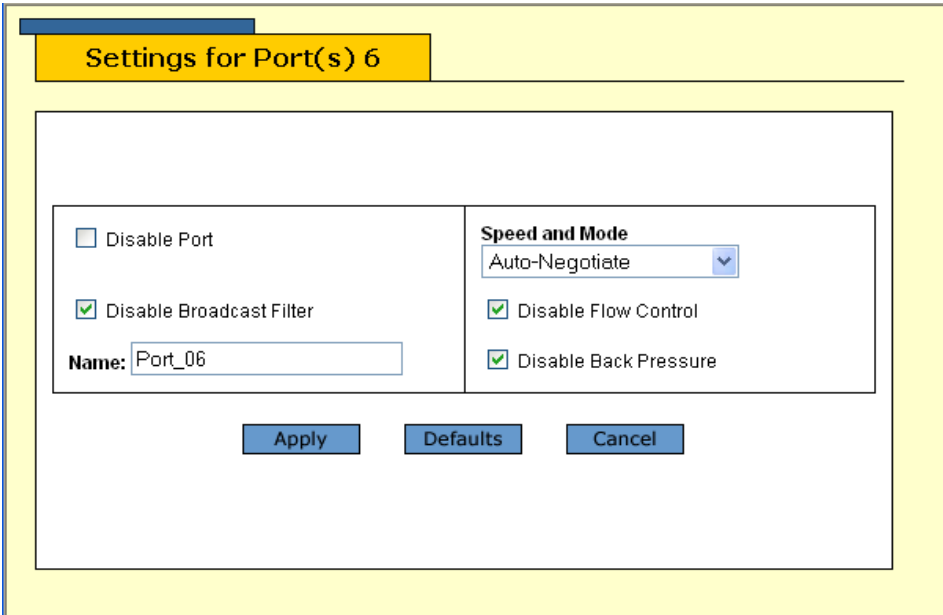 Settings for Port(s) 6
Disable Port
Disable Broadcast Filter
Name: Port_06
Speed and Mode
Auto-Negotiate
Disable Flow Control
Disable Back Pressure
Apply
Defaults
Cancel